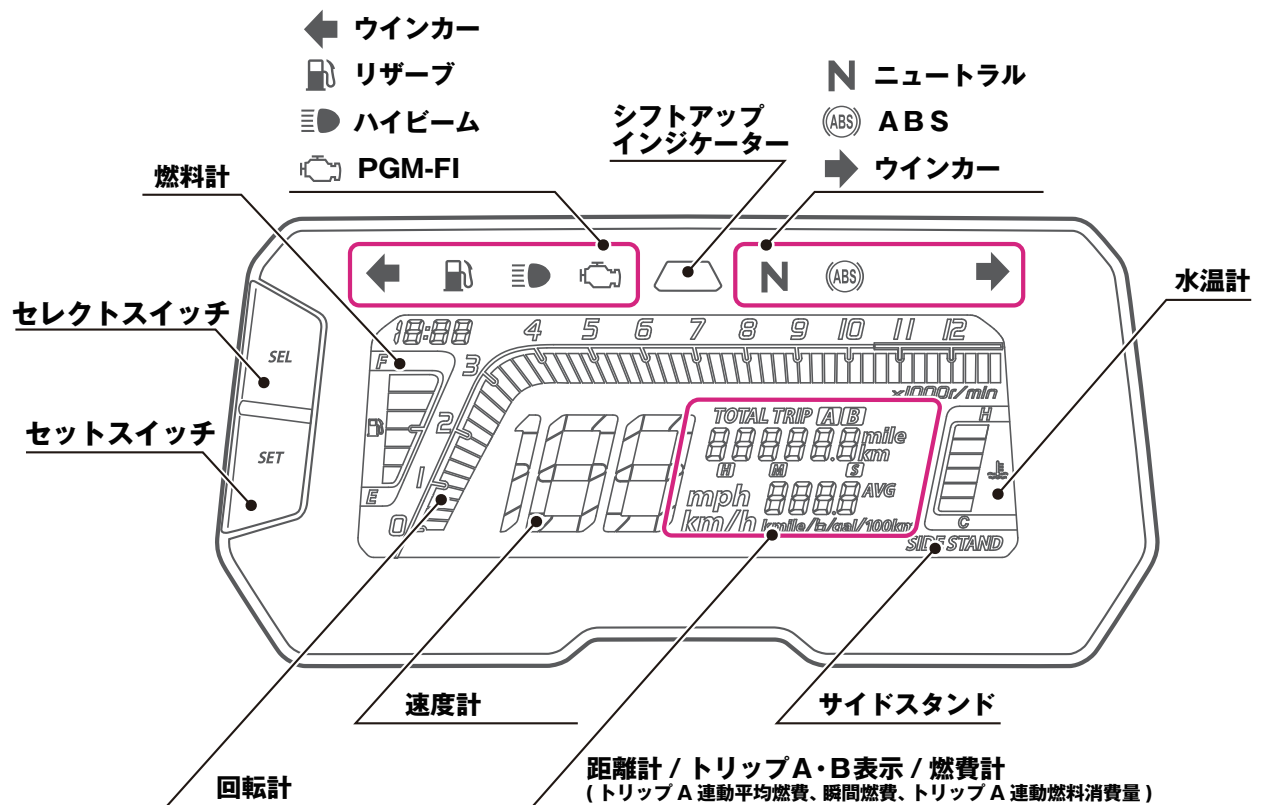 ウインカー
リザーブ
ハイビーム
PGM-FI
ニュートラル
ABS
ウインカー
シフトアップ
インジケーター
燃料計
水温計
セレクトスイッチ
セットスイッチ
N
(ABS)
SEL
SET
18:88
4 5 6 7 8 9 10 11 12
F
3
×1000r/min
2
1
0
E
188
TOTAL TRIP A B
88888.8 mile
km
H M S
mph 888.8 AVG
km/h kmile/L/gal/100km
H
C
SIDE STAND
速度計
サイドスタンド
回転計
距離計 / トリップA・B表示 / 燃費計
( トリップ A 連動平均燃費、瞬間燃費、トリップ A 連動燃料消費量 )